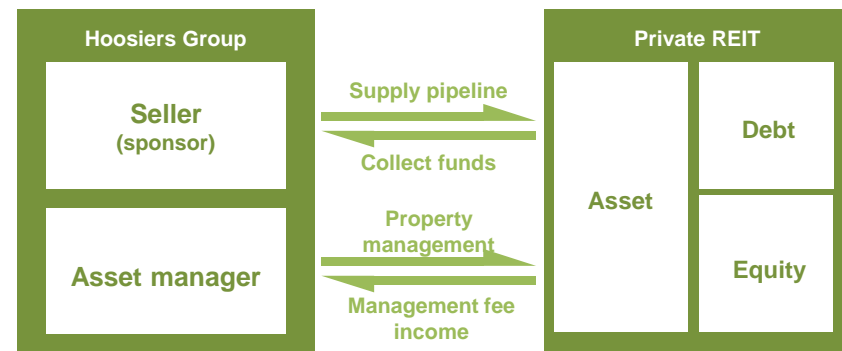 Hoosiers Group
Seller
(sponsor)
Asset manager
Supply pipeline
Collect funds
Property
management
Management fee
income
Private REIT
Asset
Debt
Equity